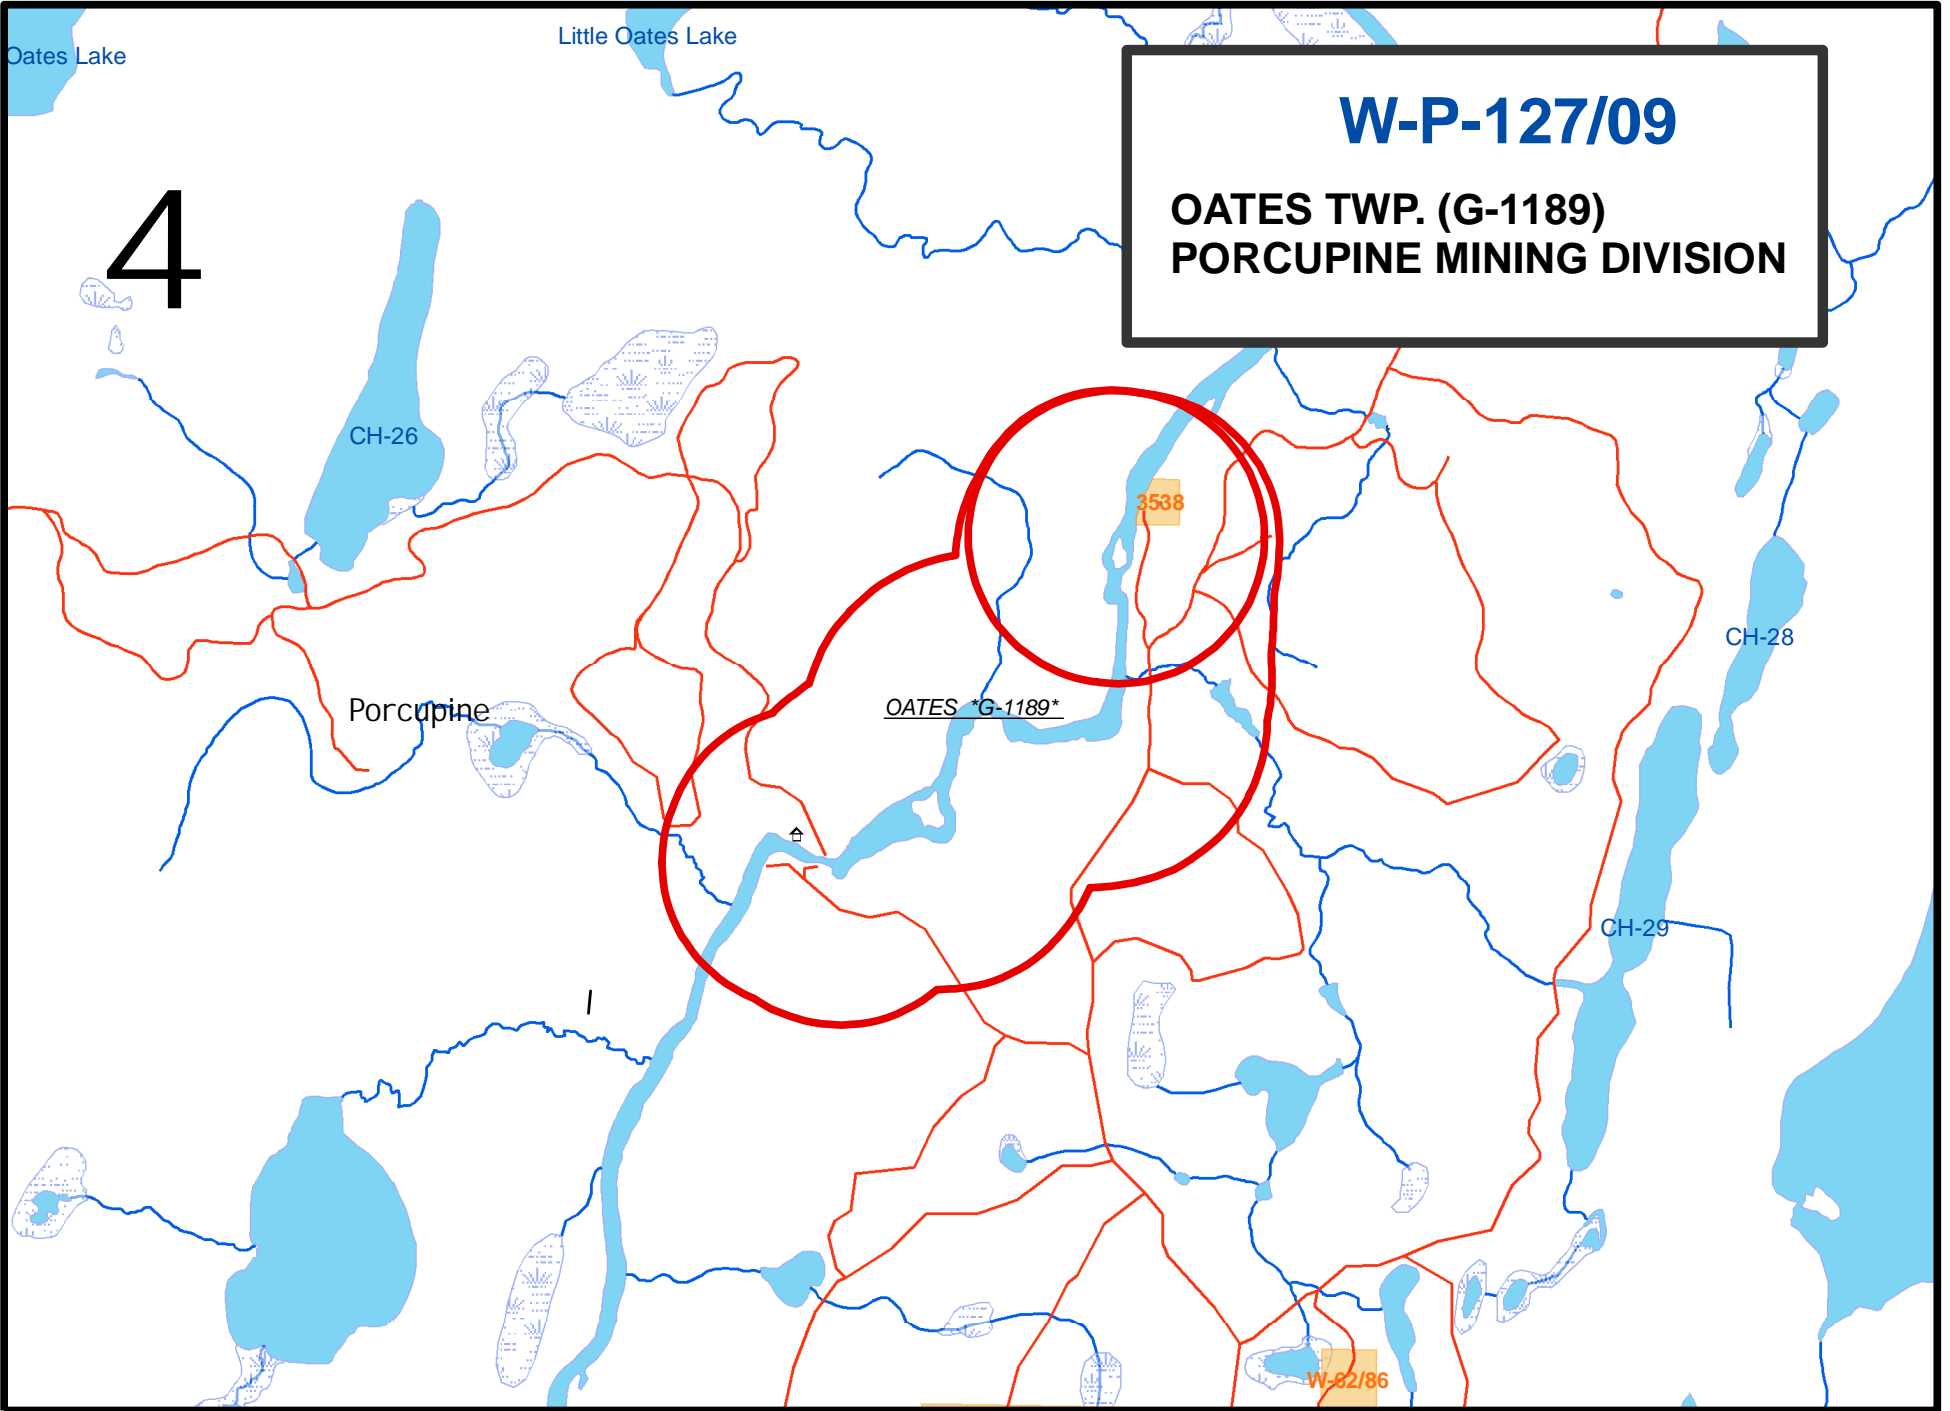 Oates Lake
Little Oates Lake
W-P-127/09
OATES TWP. (G-1189)
PORCUPINE MINING DIVISION
4
CH-26
3538
CH-28
Porcupine
OATES *G-1189*
CH-29
I
W-62/86